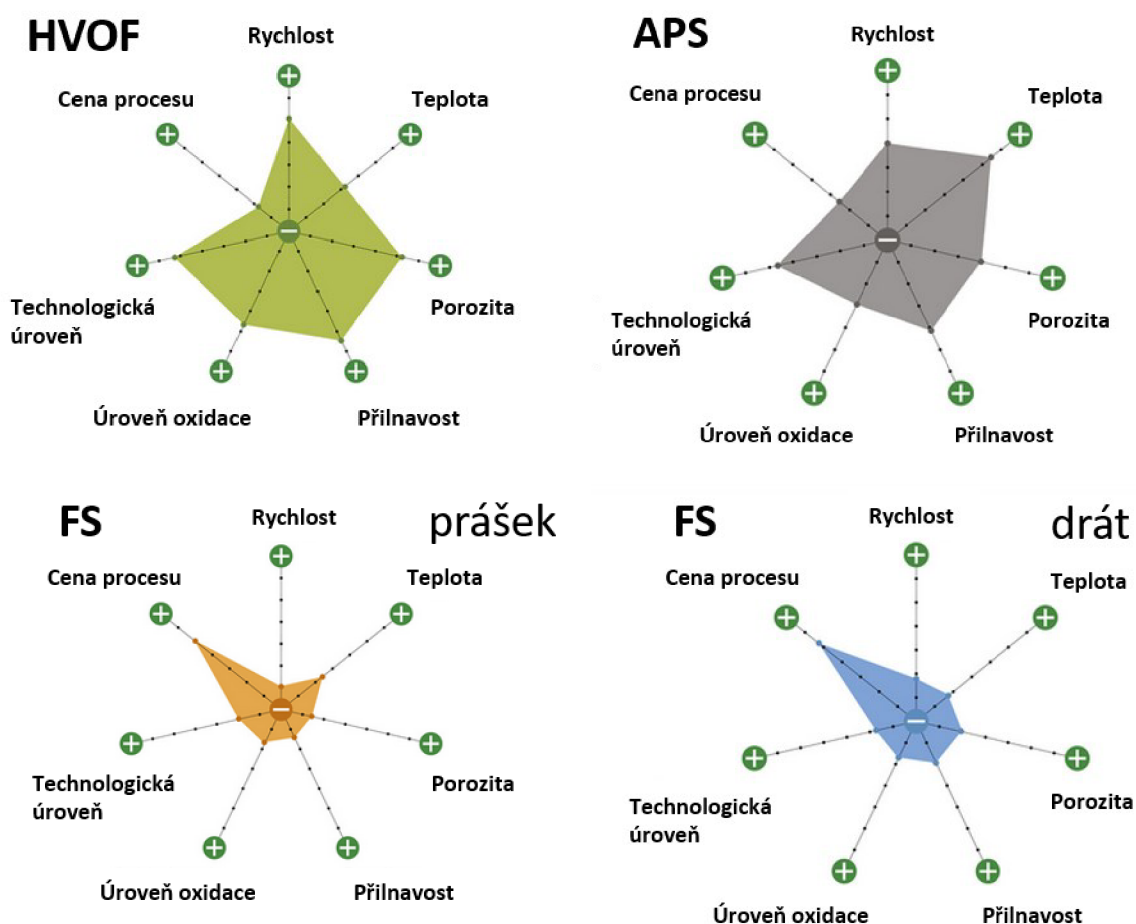 HVOF
Rychlost
Cena procesu
Teplota
Technologická
úroveň
Porozita
Úroveň oxidace
Přilnavost
APS
Rychlost
Cena procesu
Teplota
Technologická
úroveň
Porozita
Úroveň oxidace
Přilnavost
FS
prášek
Rychlost
Cena procesu
Teplota
Technologická
úroveň
Porozita
Úroveň oxidace
Přilnavost
FS
drát
Rychlost
Cena procesu
Teplota
Technologická
úroveň
Porozita
Úroveň oxidace
Přilnavost